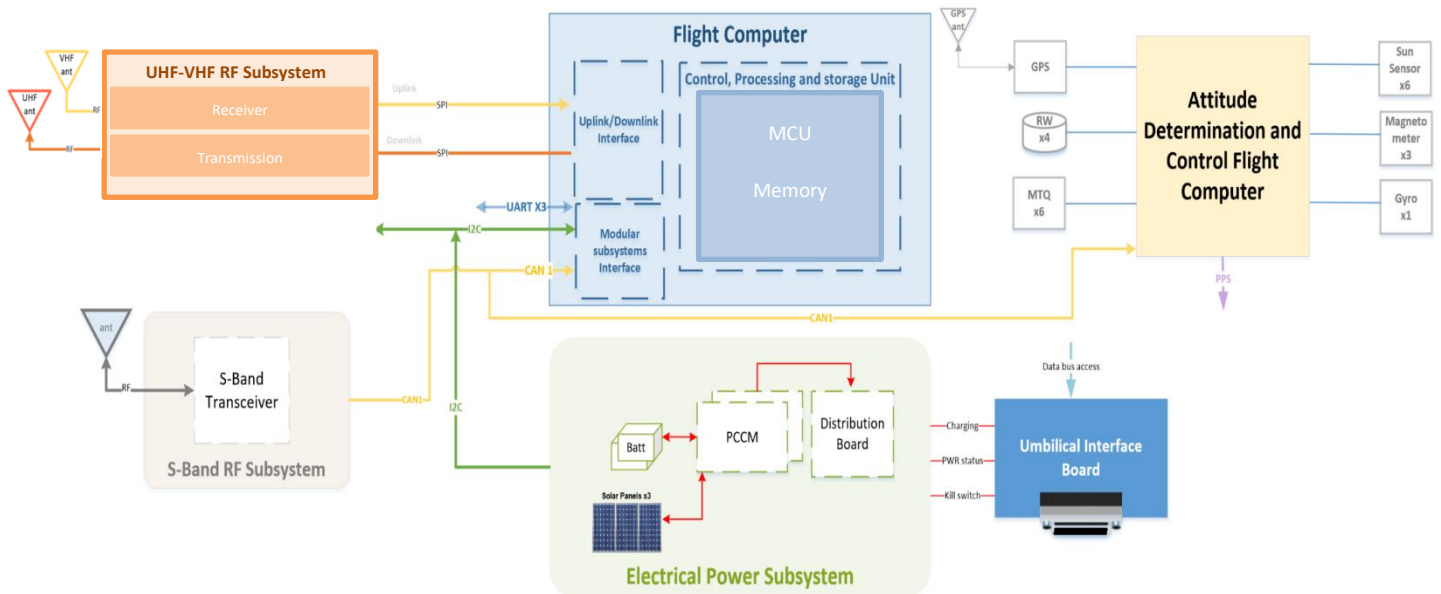 VHF
ant
UHF
ant
RF
RF
UHF-VHF RF Subsystem
Receiver
Transmission
Uplink
SPI
Downlink
SPI
Flight Computer
Uplink/Downlink
Interface
Control, Processing and storage Unit
MCU
Memory
UART X3
I2C
Modular
subsystems
Interface
CAN 1
GPS
ant
GPS
RW
x4
MTQ
x6
Attitude
Determination and
Control Flight
Computer
Sun
Sensor
x6
Magneto
meter
x3
Gyro
x1
PPS
CAN1
ant
RF
S-Band
Transceiver
S-Band RF Subsystem
CAN1
I2C
Batt
PCCM
Distribution
Board
Solar Panels x3
Electrical Power Subsystem
Data bus access
Charging
PWR status
Kill switch
Umbilical Interface
Board